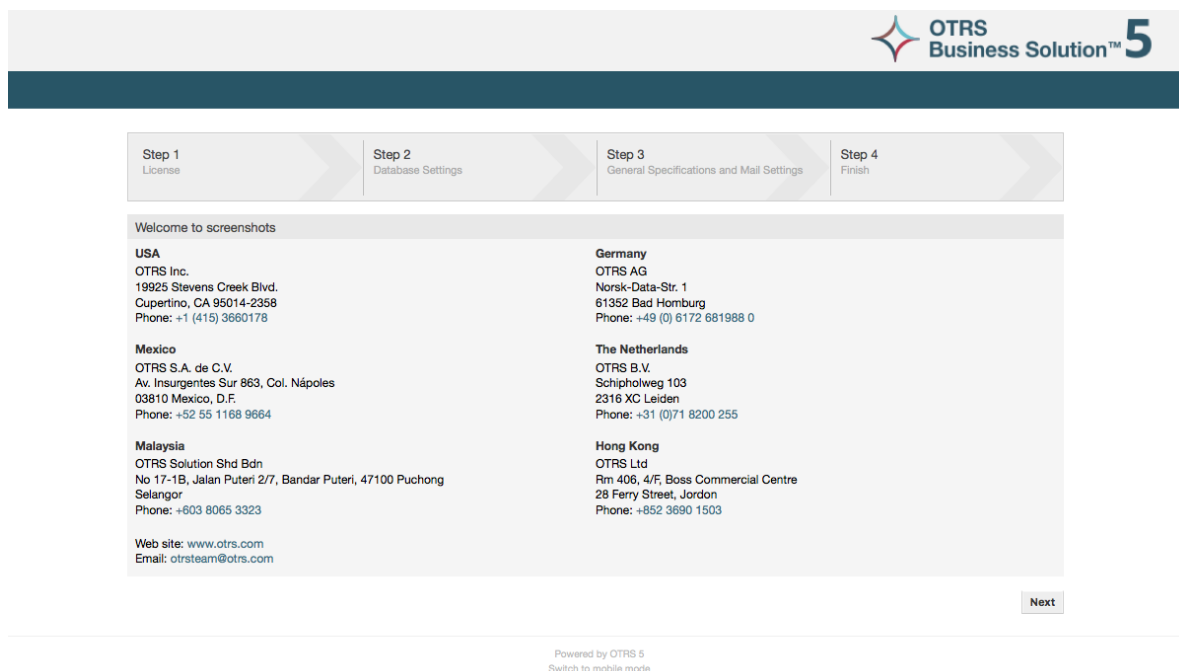 OTRS
Business Solution™ 5
Step 1
License
Step 2
Database Settings
Step 3
General Specifications and Mail Settings
Step 4
Finish
Welcome to screenshots
USA
OTRS Inc.
19925 Stevens Creek Blvd.
Cupertino, CA 95014-2358
Phone: +1 (415) 3660178
Germany
OTRS AG
Norsk-Data-Str. 1
61352 Bad Homburg
Phone: +49 (0) 6172 681988 0
Mexico
OTRS S.A. de C.V.
Av. Insurgentes Sur 863, Col. Nápoles
03810 Mexico, D.F.
Phone: +52 55 1168 9664
The Netherlands
OTRS B.V.
Schipholweg 103
2316 XC Leiden
Phone: +31 (0)71 8200 255
Malaysia
OTRS Solution Shd Bdn
No 17-1B, Jalan Puteri 2/7, Bandar Puteri, 47100 Puchong
Selangor
Phone: +603 8065 3323
Hong Kong
OTRS Ltd
Rm 406, 4/F, Boss Commercial Centre
28 Ferry Street, Jordon
Phone: +852 3690 1503
Web site: www.otrs.com
Email: otrsteam@otrs.com
Next
Powered by OTRS 5
Switch to mobile mode